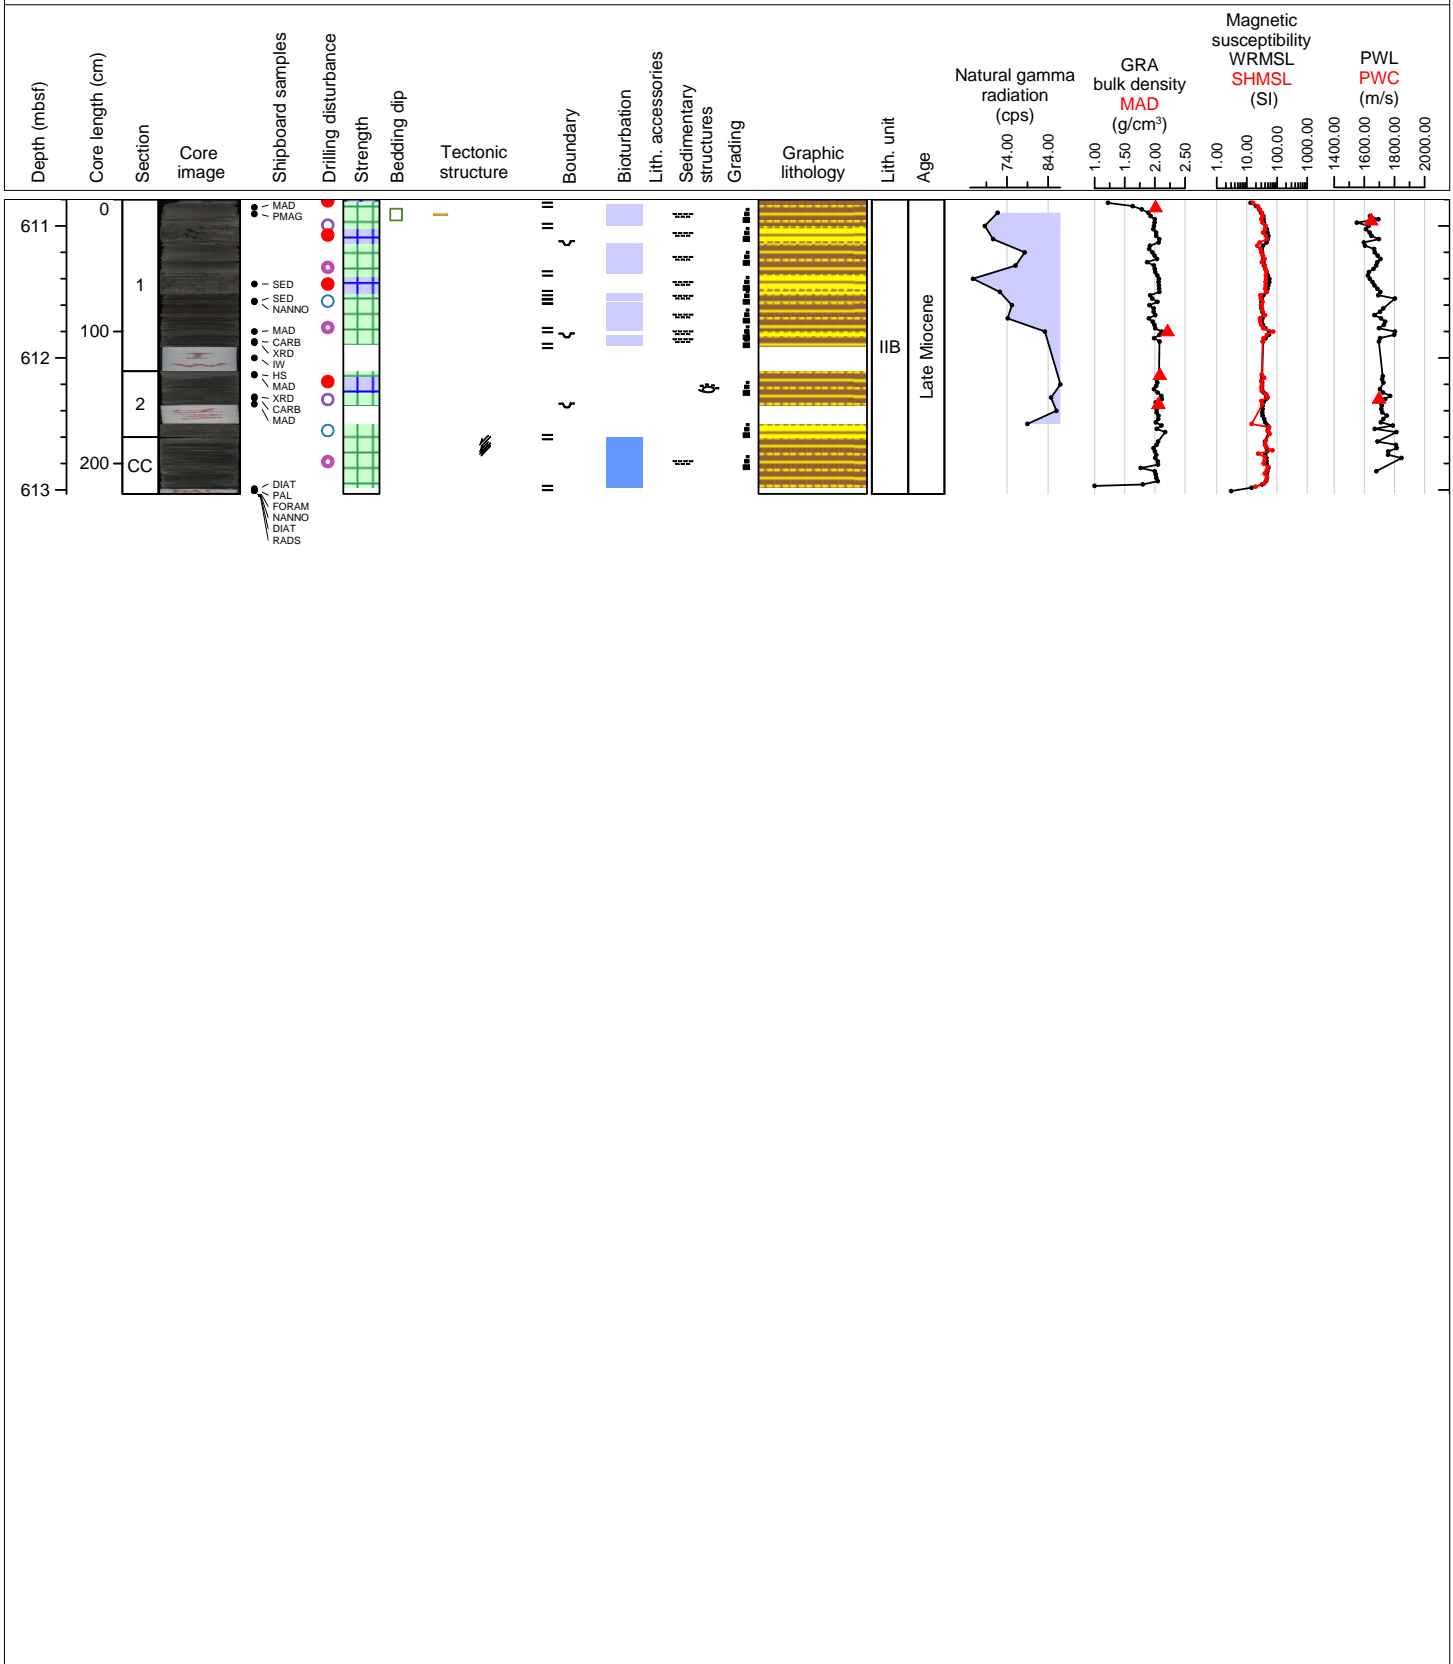 Depth (mbsf)
Core length (cm)
Section
Core
image
Shipboard samples
Drilling disturbance
Strength
Bedding dip
Tectonic
structure
Boundary
Bioturbation
Lith. accessories
Sedimentary
structures
Grading
Graphic
lithology
Lith. unit
Age
Natural gamma
radiation
(cps)
74.00
84.00
GRA
bulk density
MAD
(g/cm³)
1.00
1.50
2.00
2.50
Magnetic
susceptibility
WRMSL
SHMSL
(SI)
1.00
10.00
100.00
1000.00
PWL
PWC
(m/s)
1400.00
1600.00
1800.00
2000.00
611
612
613
0
100
200
1
2
CC
MAD
PMAG
SED
SED
NANNO
MAD
CARB
XRD
IW
HS
MAD
XRD
CARB
MAD
DIAT
PAL
FORAM
NANNO
DIAT
RADS
IIB
Late Miocene